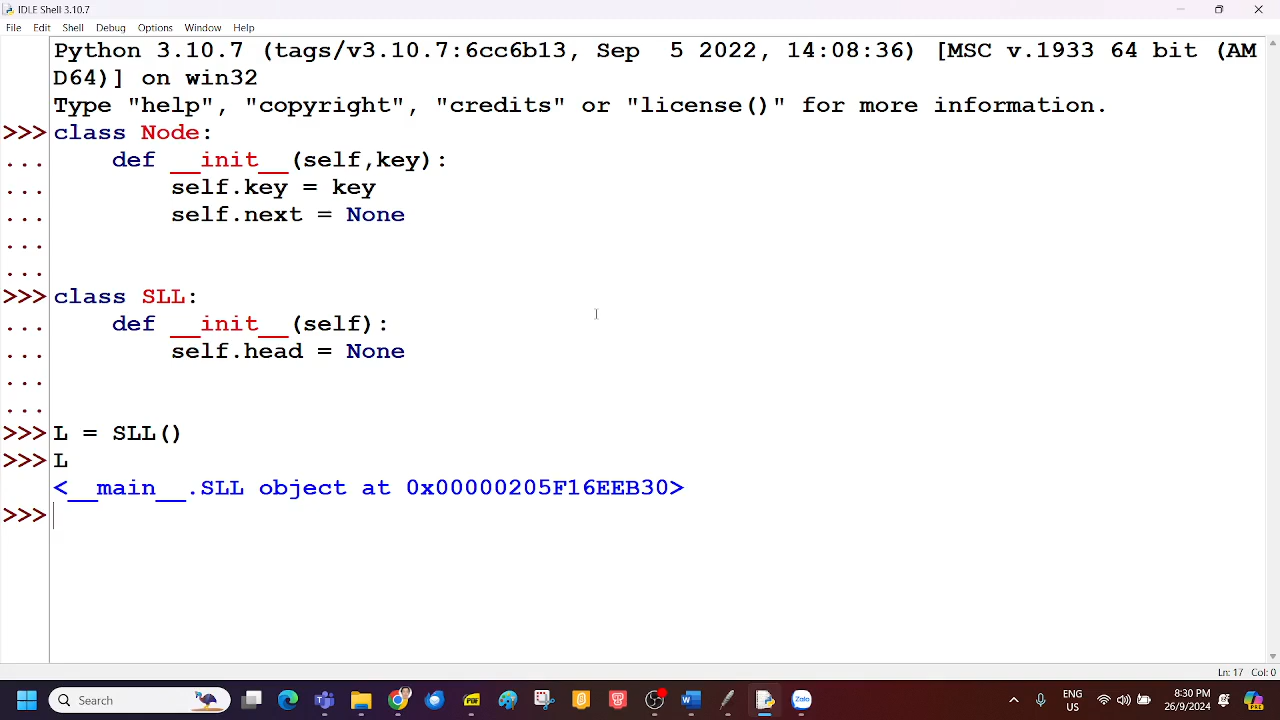 IDLE Shell 3.10.7
File Edit Shell Debug Options Window Help
Python 3.10.7 (tags/v3.10.7:6cc6b13, Sep  5 2022, 14:08:36) [MSC v.1933 64 bit (AM
D64)] on win32
Type "help", "copyright", "credits" or "license()" for more information.
>>> class Node:
...     def __init__(self,key):
...         self.key = key
...         self.next = None
...
...
>>> class SLL:
...     def __init__(self):
...         self.head = None
...
...
>>> L = SLL()
>>> L
<__main__.SLL object at 0x00000205F16EEB30>
>>>
Ln: 17 Col: 0
Search
Zalo
ENG
US
8:30 PM
26/9/2024